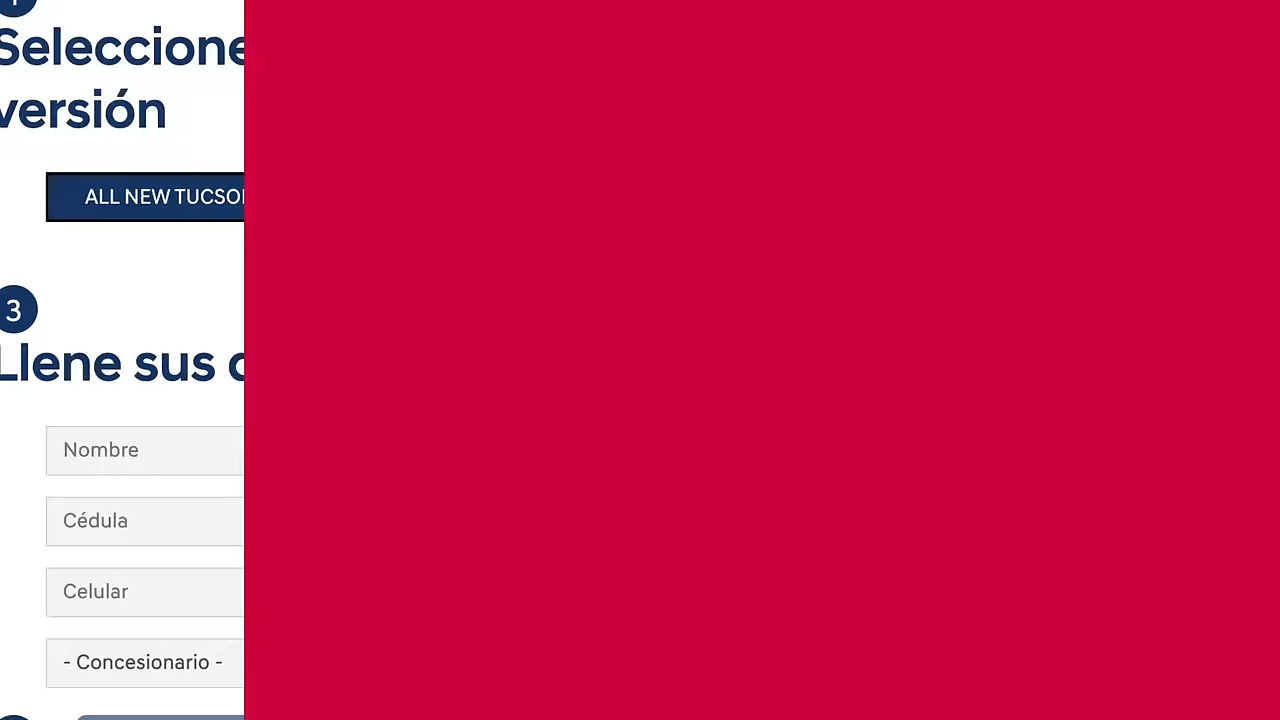 Seleccione
versión
ALL NEW TUCSO
3
Llene sus
Nombre
Cédula
Celular
- Concesionario -